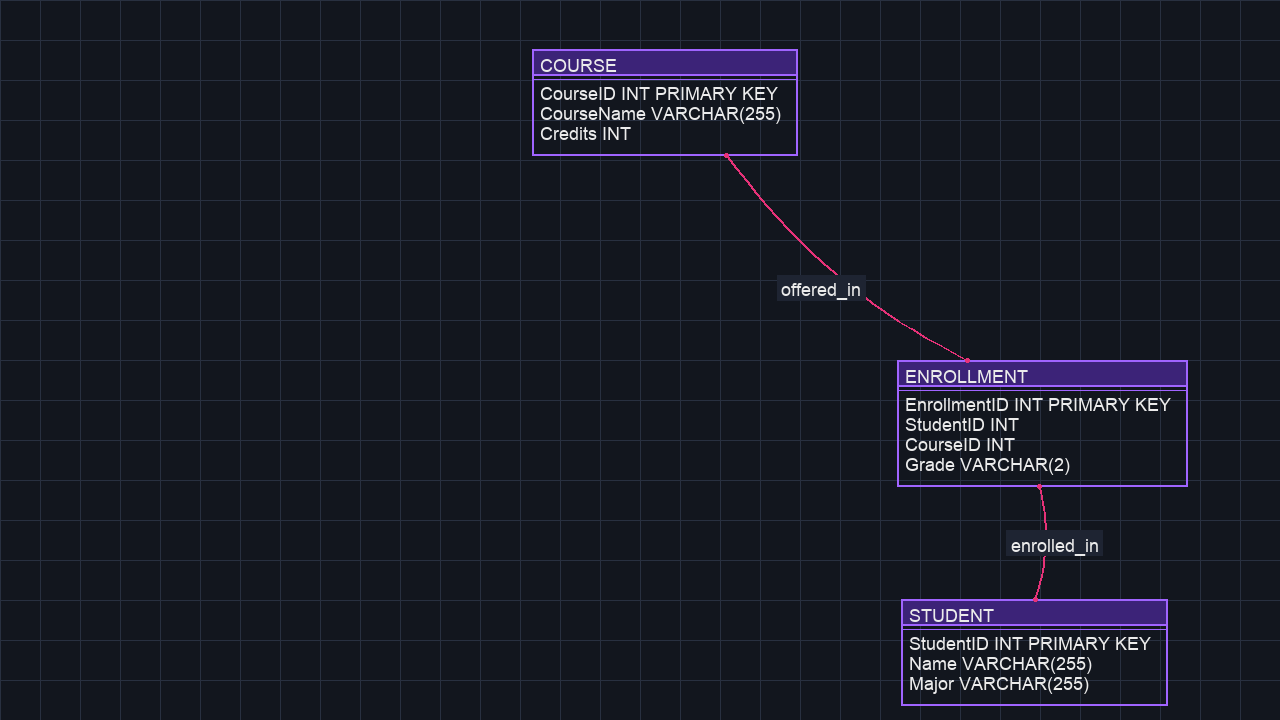 COURSE
CourseID INT PRIMARY KEY
CourseName VARCHAR(255)
Credits INT
offered_in
ENROLLMENT
EnrollmentID INT PRIMARY KEY
StudentID INT
CourseID INT
Grade VARCHAR(2)
enrolled_in
STUDENT
StudentID INT PRIMARY KEY
Name VARCHAR(255)
Major VARCHAR(255)